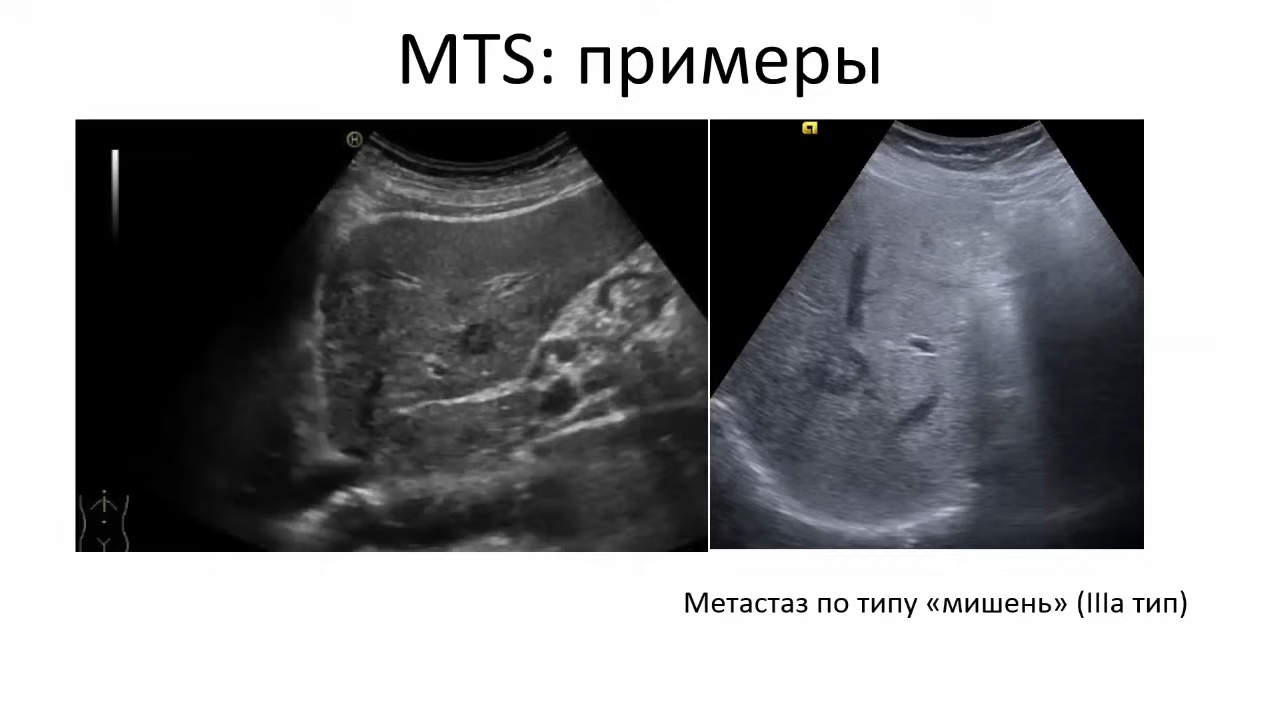 MTS: примеры
H
Метастаз по типу «мишень» (IIIa тип)